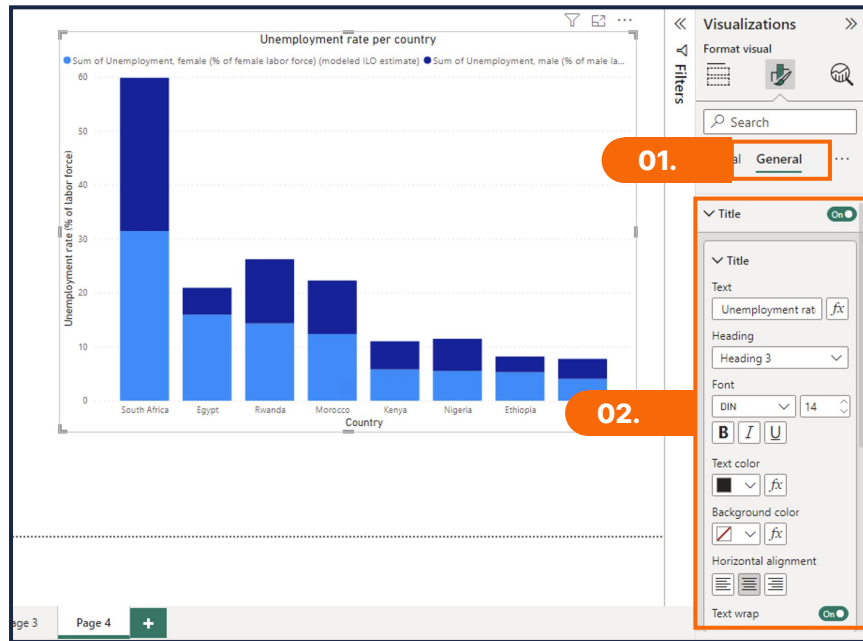 Unemployment rate per country
Sum of Unemployment, female (% of female labor force) (modeled ILO estimate) Sum of Unemployment, male (% of male la...
Unemployment rate (% of labor force)
60
50
40
30
20
10
0
South Africa Egypt Rwanda Morocco Kenya Nigeria Ethiopia
Country
Page 4
+
Filters
Visualizations
Format visual
Search
01.
General
...
Title On
Title
Text
Unemployment rat fx
Heading
Heading 3
Font
DIN 14
B I U
02.
Text color
fx
Background color
fx
Horizontal alignment
Text wrap On